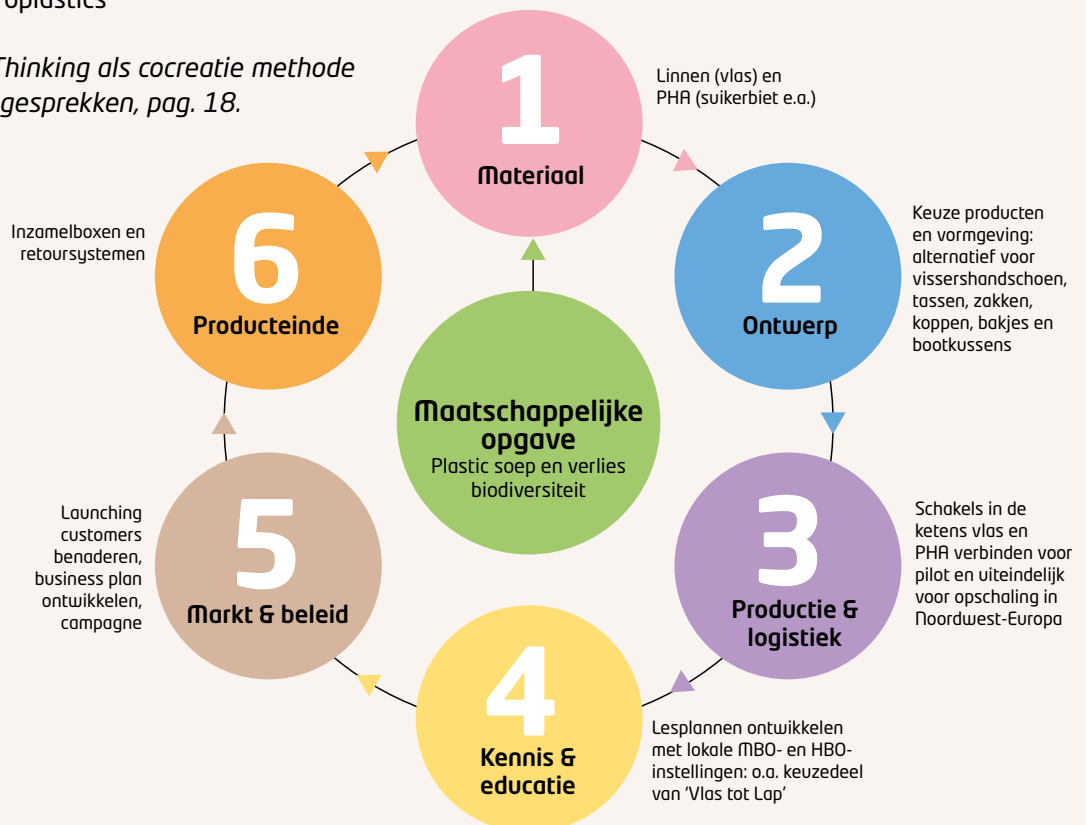 oplastics
Thinking als cocreatie methode
gesprekken, pag. 18.
1
Materiaal
Linnen (vlas) en
PHA (suikerbiet e.a.)
2
Ontwerp
Keuze producten
en vormgeving:
alternatief voor
vissershandschoen,
tassen, zakken,
koppen, bakjes en
bootkussens
3
Productie &
logistiek
Schakels in de
ketens vlas en
PHA verbinden voor
pilot en uiteindelijk
voor opschaling in
Noordwest-Europa
4
Kennis &
educatie
Lesplannen ontwikkelen
met lokale MBO- en HBO-
instellingen: o.a. keuzedeel
van ‘Vlas tot Lap’
5
Markt & beleid
Launching
customers
benaderen,
business plan
ontwikkelen,
campagne
6
Producteinde
Inzamelboxen en
retoursystemen
Maatschappelijke
opgave
Plastic soep en verlies
biodiversiteit